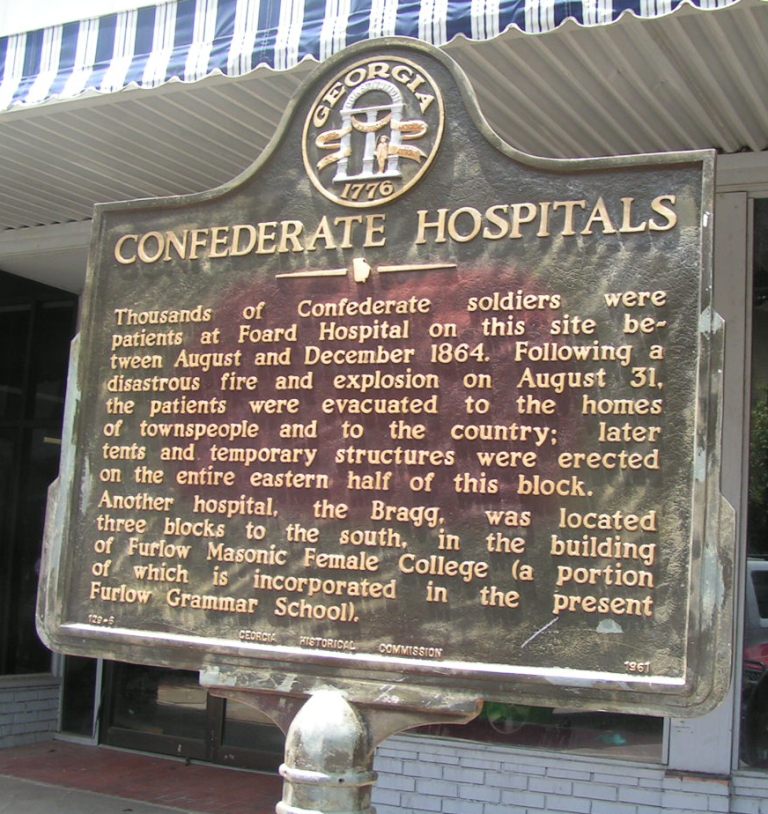 GEORGIA
1776
CONFEDERATE HOSPITALS
Thousands of Confederate soldiers were
patients at Foard Hospital on this site be-
tween August and December 1864. Following a
disastrous fire and explosion on August 31,
the patients were evacuated to the homes
of townspeople and to the country; later
tents and temporary structures were erected
on the entire eastern half of this block.
Another hospital, the Bragg, was located
three blocks to the south, in the building
of Furlow Masonic Female College (a portion
of which is incorporated in the present
Furlow Grammar School).
129-6 GEORGIA HISTORICAL COMMISSION 1961